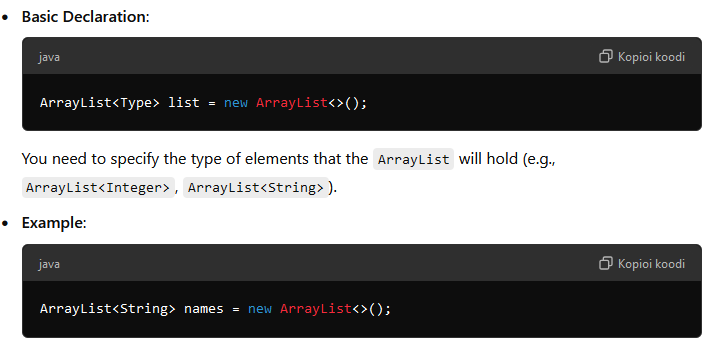 Basic Declaration:
java
Kopioi koodi
ArrayList<Type> list = new ArrayList<>();
You need to specify the type of elements that the ArrayList will hold (e.g.,
ArrayList<Integer>, ArrayList<String>).
Example:
java
Kopioi koodi
ArrayList<String> names = new ArrayList<>();